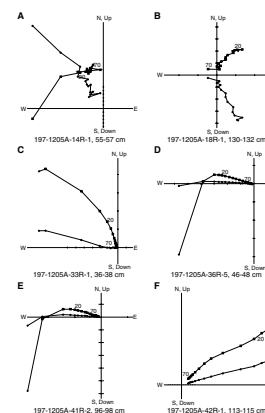 A
N, Up
70
W
E
S, Down
197-1205A-14R-1, 55-57 cm
B
N, Up
20
70
W
S, Down
197-1205A-18R-1, 130-132 cm
C
N, Up
20
70
W
S, Down
197-1205A-33R-1, 36-38 cm
D
N, Up
20
70
W
S, Down
197-1205A-36R-5, 46-48 cm
E
N, Up
20
70
W
E
S, Down
197-1205A-41R-2, 96-98 cm
F
N, Up
20
70
W
S, Down
197-1205A-42R-1, 113-115 cm